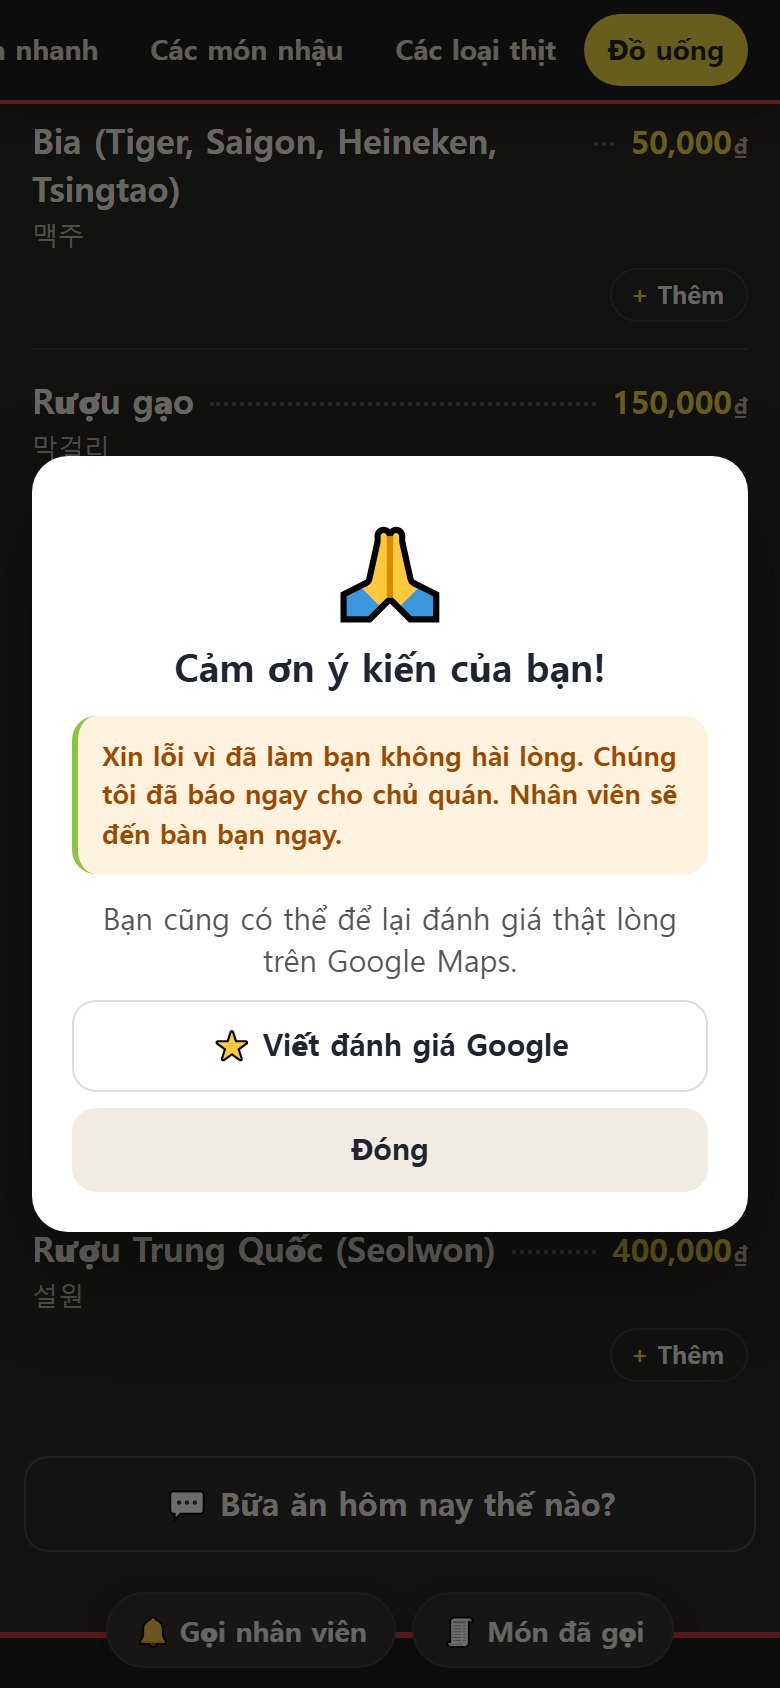 nhanh Các món nhậu Các loại thịt Đồ uống
Bia (Tiger, Saigon, Heineken, 50,000₫
Tsingtao)
맥주
+ Thêm
Rượu gạo 150,000₫
막걸리
Cảm ơn ý kiến của bạn!
Xin lỗi vì đã làm bạn không hài lòng. Chúng
tôi đã báo ngay cho chủ quán. Nhân viên sẽ
đến bàn bạn ngay.
Bạn cũng có thể để lại đánh giá thật lòng
trên Google Maps.
Viết đánh giá Google
Đóng
Rượu Trung Quốc (Seolwon) 400,000₫
설원
+ Thêm
Bữa ăn hôm nay thế nào?
Gọi nhân viên Món đã gọi